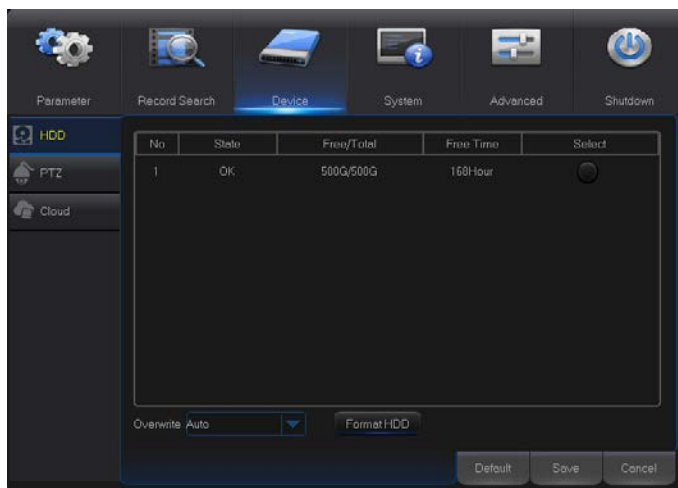 Parameter Record Search Device System Advanced Shutdown
HDD
PTZ
Cloud
No State Free/Total Free Time Select
1 OK 500G/500G 168Hour
Overwrite Auto Format HDD
Default Save Cancel